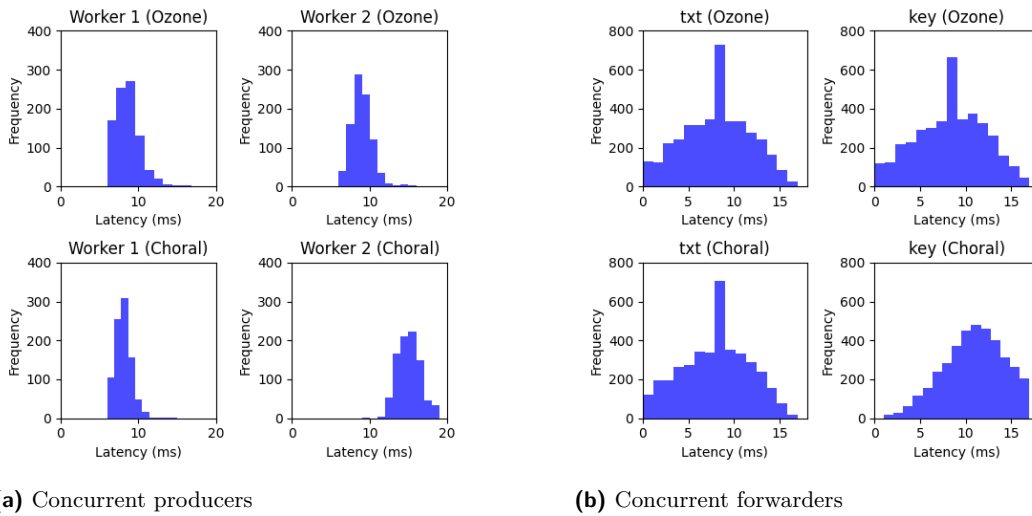 Worker 1 (Ozone)
Worker 2 (Ozone)
txt (Ozone)
key (Ozone)
Frequency
400
300
200
100
0
0 10 20
Latency (ms)
Frequency
400
300
200
100
0
0 10 20
Latency (ms)
Frequency
800
600
400
200
0
0 5 10 15
Latency (ms)
Frequency
800
600
400
200
0
0 5 10 15
Latency (ms)
Worker 1 (Choral)
Worker 2 (Choral)
txt (Choral)
key (Choral)
Frequency
400
300
200
100
0
0 10 20
Latency (ms)
Frequency
400
300
200
100
0
0 10 20
Latency (ms)
Frequency
800
600
400
200
0
0 5 10 15
Latency (ms)
Frequency
800
600
400
200
0
0 5 10 15
Latency (ms)
a) Concurrent producers
(b) Concurrent forwarders